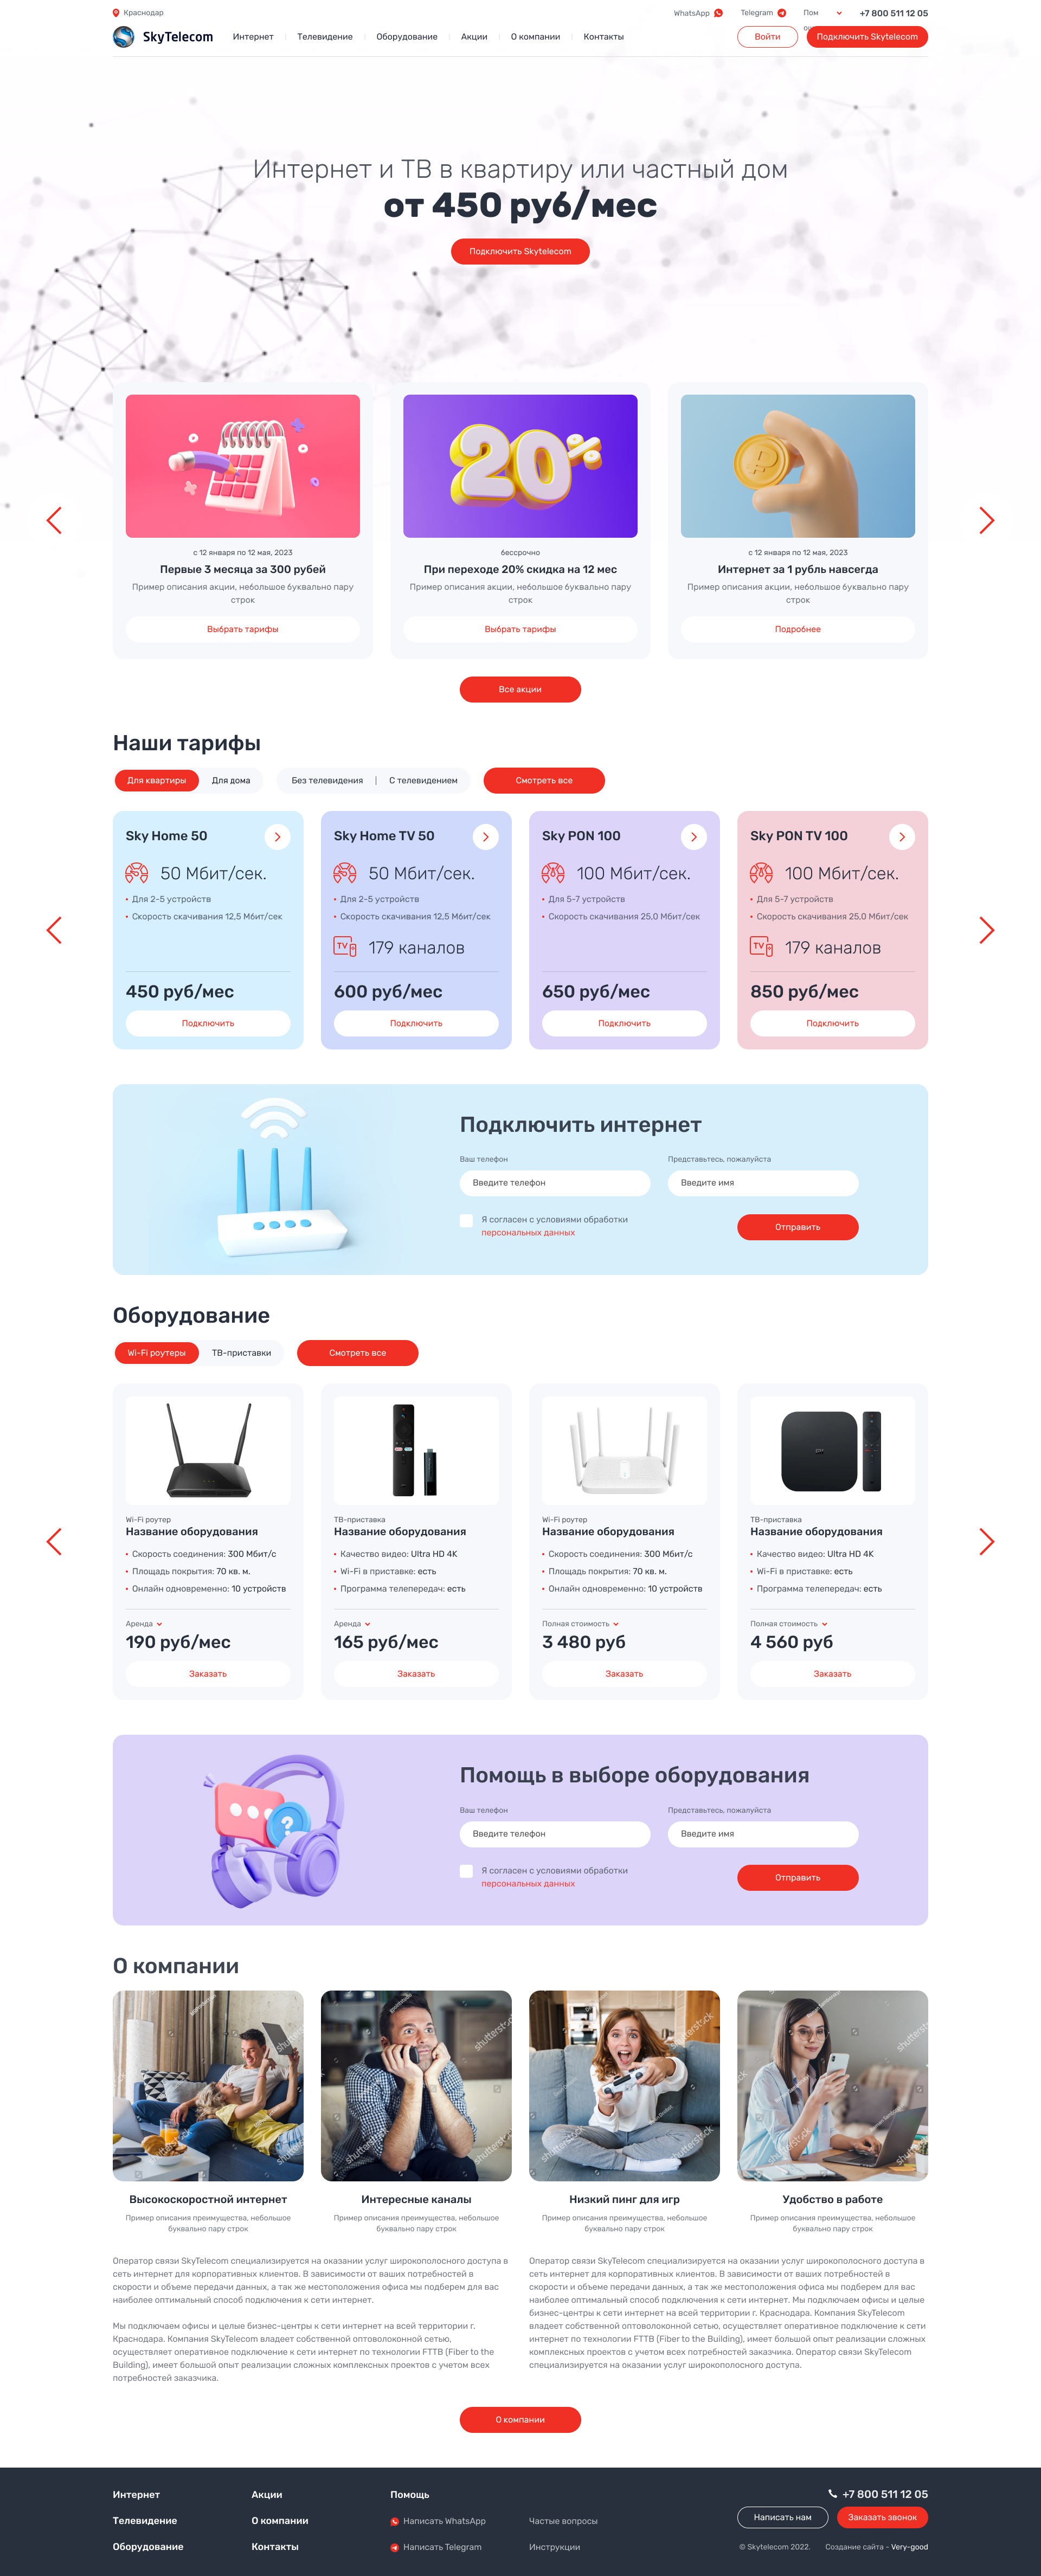 Краснодар
WhatsApp
Telegram
Пом
+7 800 511 12 05
SkyTelecom
Интернет
Телевидение
Оборудование
Акции
О компании
Контакты
Войти
Подключить Skytelecom
Интернет и ТВ в квартиру или частный дом
от 450 руб/мес
Подключить Skytelecom
20%
с 12 января по 12 мая, 2023
Первые 3 месяца за 300 рублей
Пример описания акции, небольшое буквально пару
строк
Выбрать тарифы
бессрочно
При переходе 20% скидка на 12 мес
Пример описания акции, небольшое буквально пару
строк
Выбрать тарифы
с 12 января по 12 мая, 2023
Интернет за 1 рубль навсегда
Пример описания акции, небольшое буквально пару
строк
Подробнее
Все акции
Наши тарифы
Для квартиры
Для дома
Без телевидения
С телевидением
Смотреть все
Sky Home 50
50 Мбит/сек.
Для 2-5 устройств
Скорость скачивания 12,5 Мбит/сек
450 руб/мес
Подключить
Sky Home TV 50
50 Мбит/сек.
Для 2-5 устройств
Скорость скачивания 12,5 Мбит/сек
TV
179 каналов
600 руб/мес
Подключить
Sky PON 100
100 Мбит/сек.
Для 5-7 устройств
Скорость скачивания 25,0 Мбит/сек
650 руб/мес
Подключить
Sky PON TV 100
100 Мбит/сек.
Для 5-7 устройств
Скорость скачивания 25,0 Мбит/сек
TV
179 каналов
850 руб/мес
Подключить
Подключить интернет
Ваш телефон
Введите телефон
Представьтесь, пожалуйста
Введите имя
Я согласен с условиями обработки
персональных данных
Отправить
Оборудование
Wi-Fi роутеры
ТВ-приставки
Смотреть все
Wi-Fi роутер
Название оборудования
Скорость соединения: 300 Мбит/с
Площадь покрытия: 70 кв. м.
Онлайн одновременно: 10 устройств
Аренда
190 руб/мес
Заказать
ТВ-приставка
Название оборудования
Качество видео: Ultra HD 4K
Wi-Fi в приставке: есть
Программа телепередач: есть
Аренда
165 руб/мес
Заказать
Wi-Fi роутер
Название оборудования
Скорость соединения: 300 Мбит/с
Площадь покрытия: 70 кв. м.
Онлайн одновременно: 10 устройств
Полная стоимость
3 480 руб
Заказать
ТВ-приставка
Название оборудования
Качество видео: Ultra HD 4K
Wi-Fi в приставке: есть
Программа телепередач: есть
Полная стоимость
4 560 руб
Заказать
Помощь в выборе оборудования
Ваш телефон
Введите телефон
Представьтесь, пожалуйста
Введите имя
Я согласен с условиями обработки
персональных данных
Отправить
О компании
shutterstock
shutterstock
shutterstock
shutterstock
Высокоскоростной интернет
Пример описания преимущества, небольшое
буквально пару строк
Интересные каналы
Пример описания преимущества, небольшое
буквально пару строк
Низкий пинг для игр
Пример описания преимущества, небольшое
буквально пару строк
Удобство в работе
Пример описания преимущества, небольшое
буквально пару строк
Оператор связи SkyTelecom специализируется на оказании услуг широкополосного доступа в
сеть интернет для корпоративных клиентов. В зависимости от ваших потребностей в
скорости и объеме передачи данных, а так же местоположения офиса мы подберем для вас
наиболее оптимальный способ подключения к сети интернет.
Мы подключаем офисы и целые бизнес-центры к сети интернет на всей территории г.
Краснодара. Компания SkyTelecom владеет собственной оптоволоконной сетью,
осуществляет оперативное подключение к сети интернет по технологии FTTB (Fiber to the
Building), имеет большой опыт реализации сложных комплексных проектов с учетом всех
потребностей заказчика.
Оператор связи SkyTelecom специализируется на оказании услуг широкополосного доступа в
сеть интернет для корпоративных клиентов. В зависимости от ваших потребностей в
скорости и объеме передачи данных, а так же местоположения офиса мы подберем для вас
наиболее оптимальный способ подключения к сети интернет. Мы подключаем офисы и целые
бизнес-центры к сети интернет на всей территории г. Краснодара. Компания SkyTelecom
владеет собственной оптоволоконной сетью, осуществляет оперативное подключение к сети
интернет по технологии FTTB (Fiber to the Building), имеет большой опыт реализации сложных
комплексных проектов с учетом всех потребностей заказчика. Оператор связи SkyTelecom
специализируется на оказании услуг широкополосного доступа.
О компании
Интернет
Телевидение
Оборудование
Акции
О компании
Контакты
Помощь
Написать WhatsApp
Написать Telegram
Частые вопросы
Инструкции
+7 800 511 12 05
Написать нам
Заказать звонок
© Skytelecom 2022.
Создание сайта - Very-good